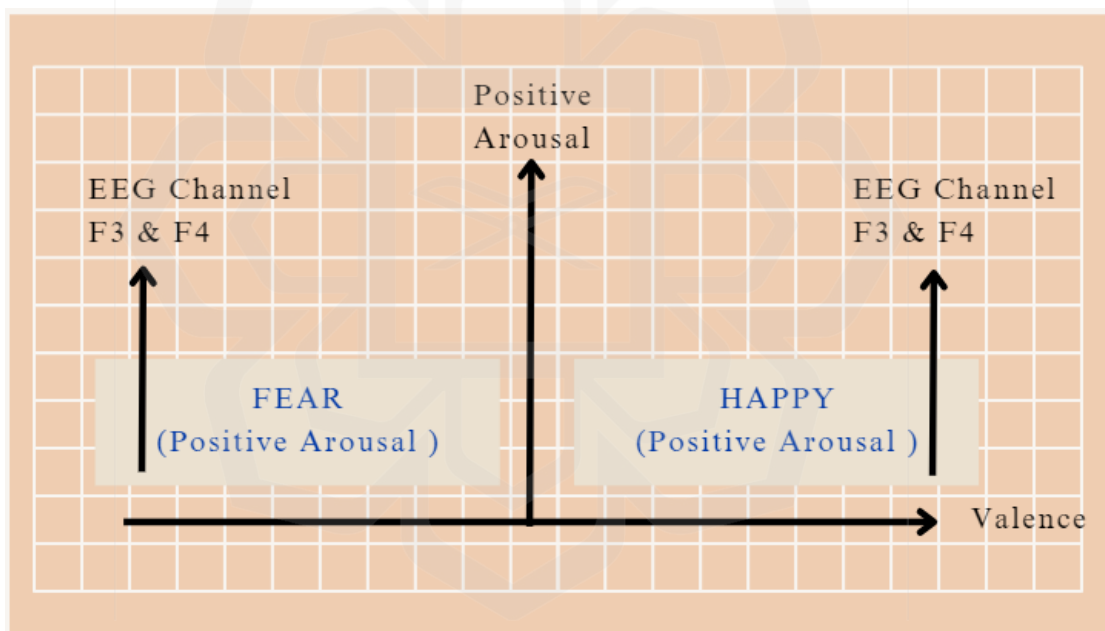 Positive
Arousal
EEG Channel
F3 & F4
EEG Channel
F3 & F4
FEAR
(Positive Arousal )
HAPPY
(Positive Arousal )
Valence